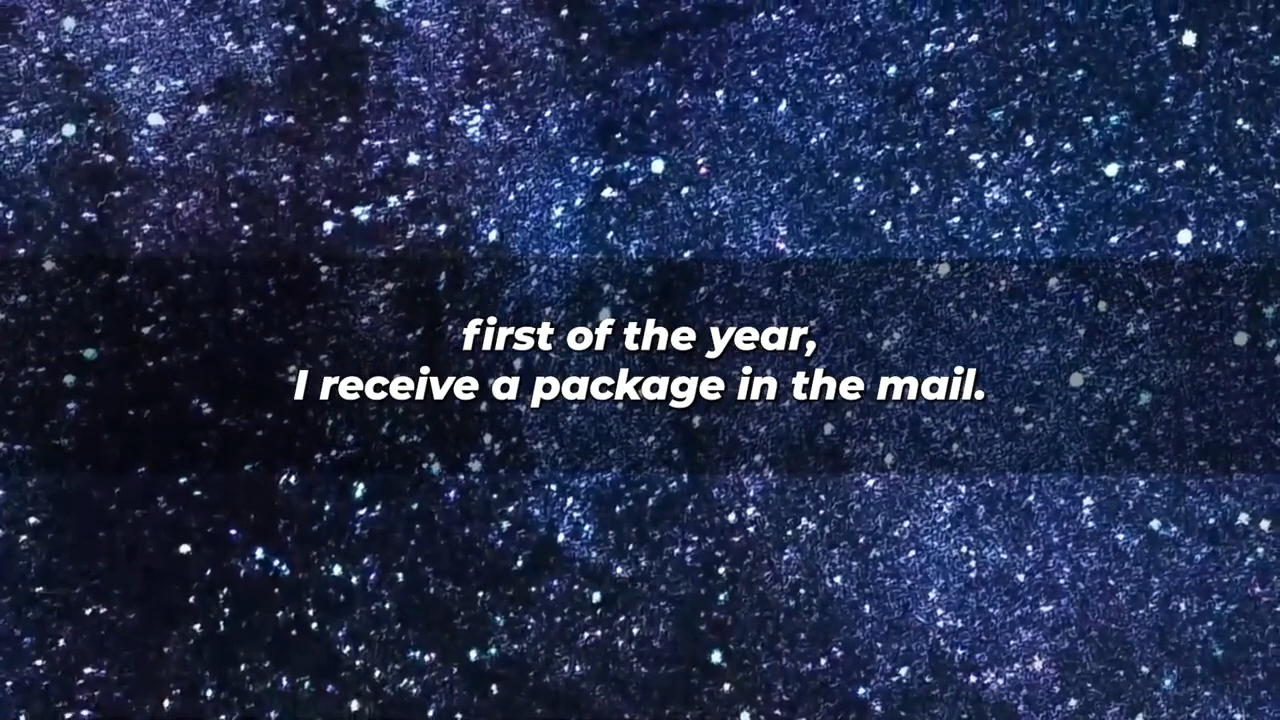 first of the year,
I receive a package in the mail.